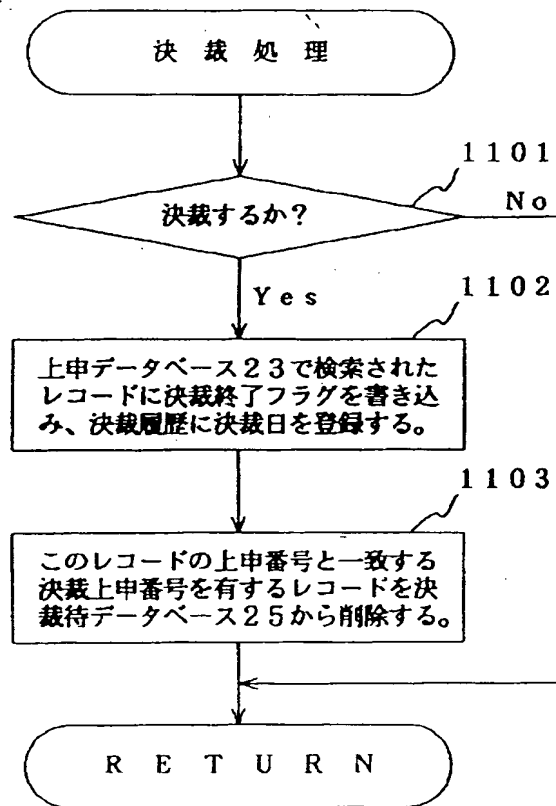 決裁処理
1101
決裁するか?
No
Yes
1102
上申データベース23で検索された
レコードに決裁終了フラグを書き込
み、決裁履歴に決裁日を登録する。
1103
このレコードの上申番号と一致する
決裁上申番号を有するレコードを決
裁待データベース25から削除する。
RETURN